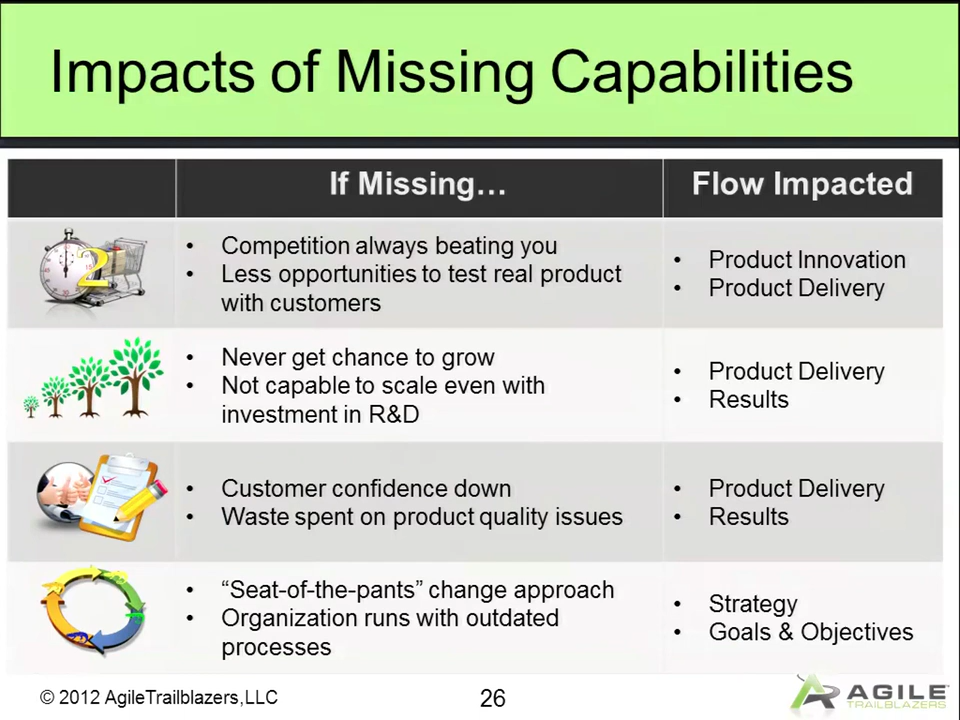 Impacts of Missing Capabilities
If Missing…
Flow Impacted
2
• Competition always beating you
• Less opportunities to test real product
with customers
• Product Innovation
• Product Delivery
• Never get chance to grow
• Not capable to scale even with
investment in R&D
• Product Delivery
• Results
• Customer confidence down
• Waste spent on product quality issues
• Product Delivery
• Results
• “Seat-of-the-pants” change approach
• Organization runs with outdated
processes
• Strategy
• Goals & Objectives
© 2012 AgileTrailblazers,LLC
26
AGILE
TRAILBLAZERS